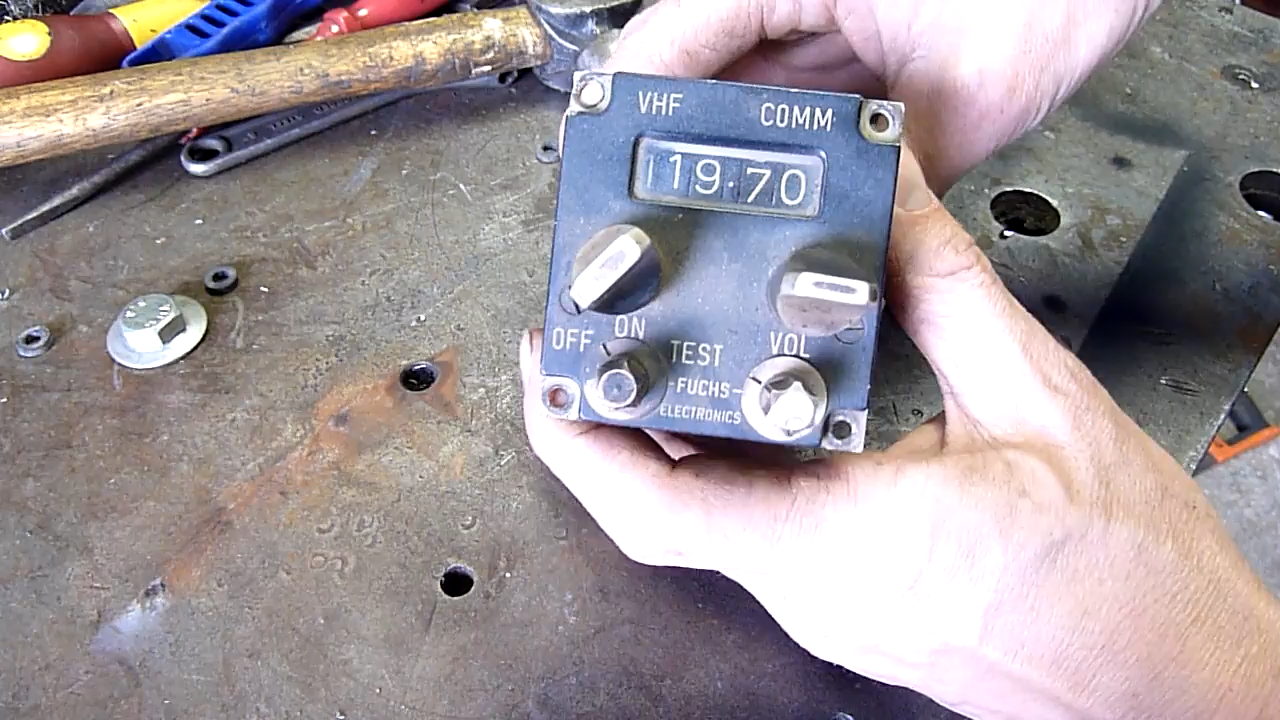 VHF COMM
119.70
OFF ON TEST VOL
-FUCHS-
ELECTRONICS